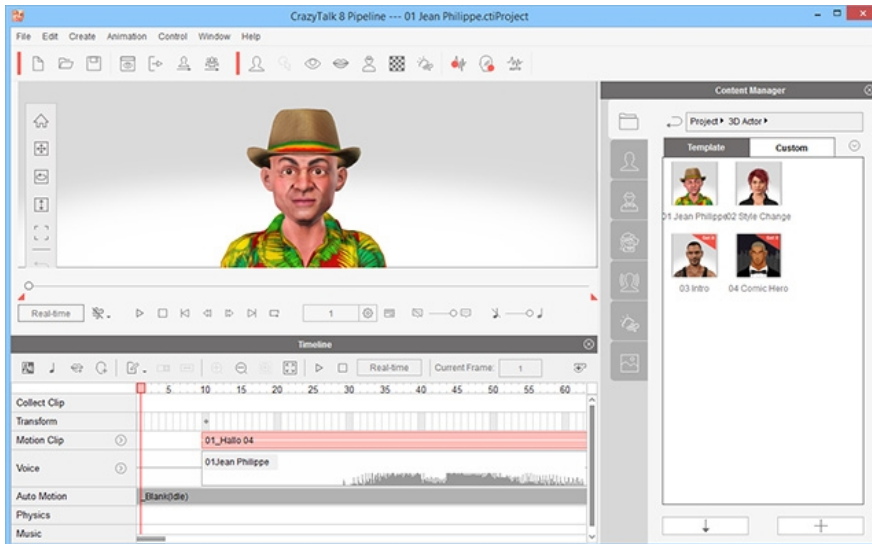 CrazyTalk 8 Pipeline --- 01 Jean Philippe.ctiProject
File Edit Create Animation Control Window Help
Content Manager
Project 3D Actor
Template Custom
01 Jean Philippe 02 Style Change
03 Intro 04 Comic Hero
Real-time 1
Timeline
Real-time Current Frame: 1
5 10 15 20 25 30 35 40 45 50 55 60
Collect Clip
Transform
Motion Clip 01_Hallo 04
Voice 01Jean Philippe
Auto Motion _Blank(Idle)
Physics
Music